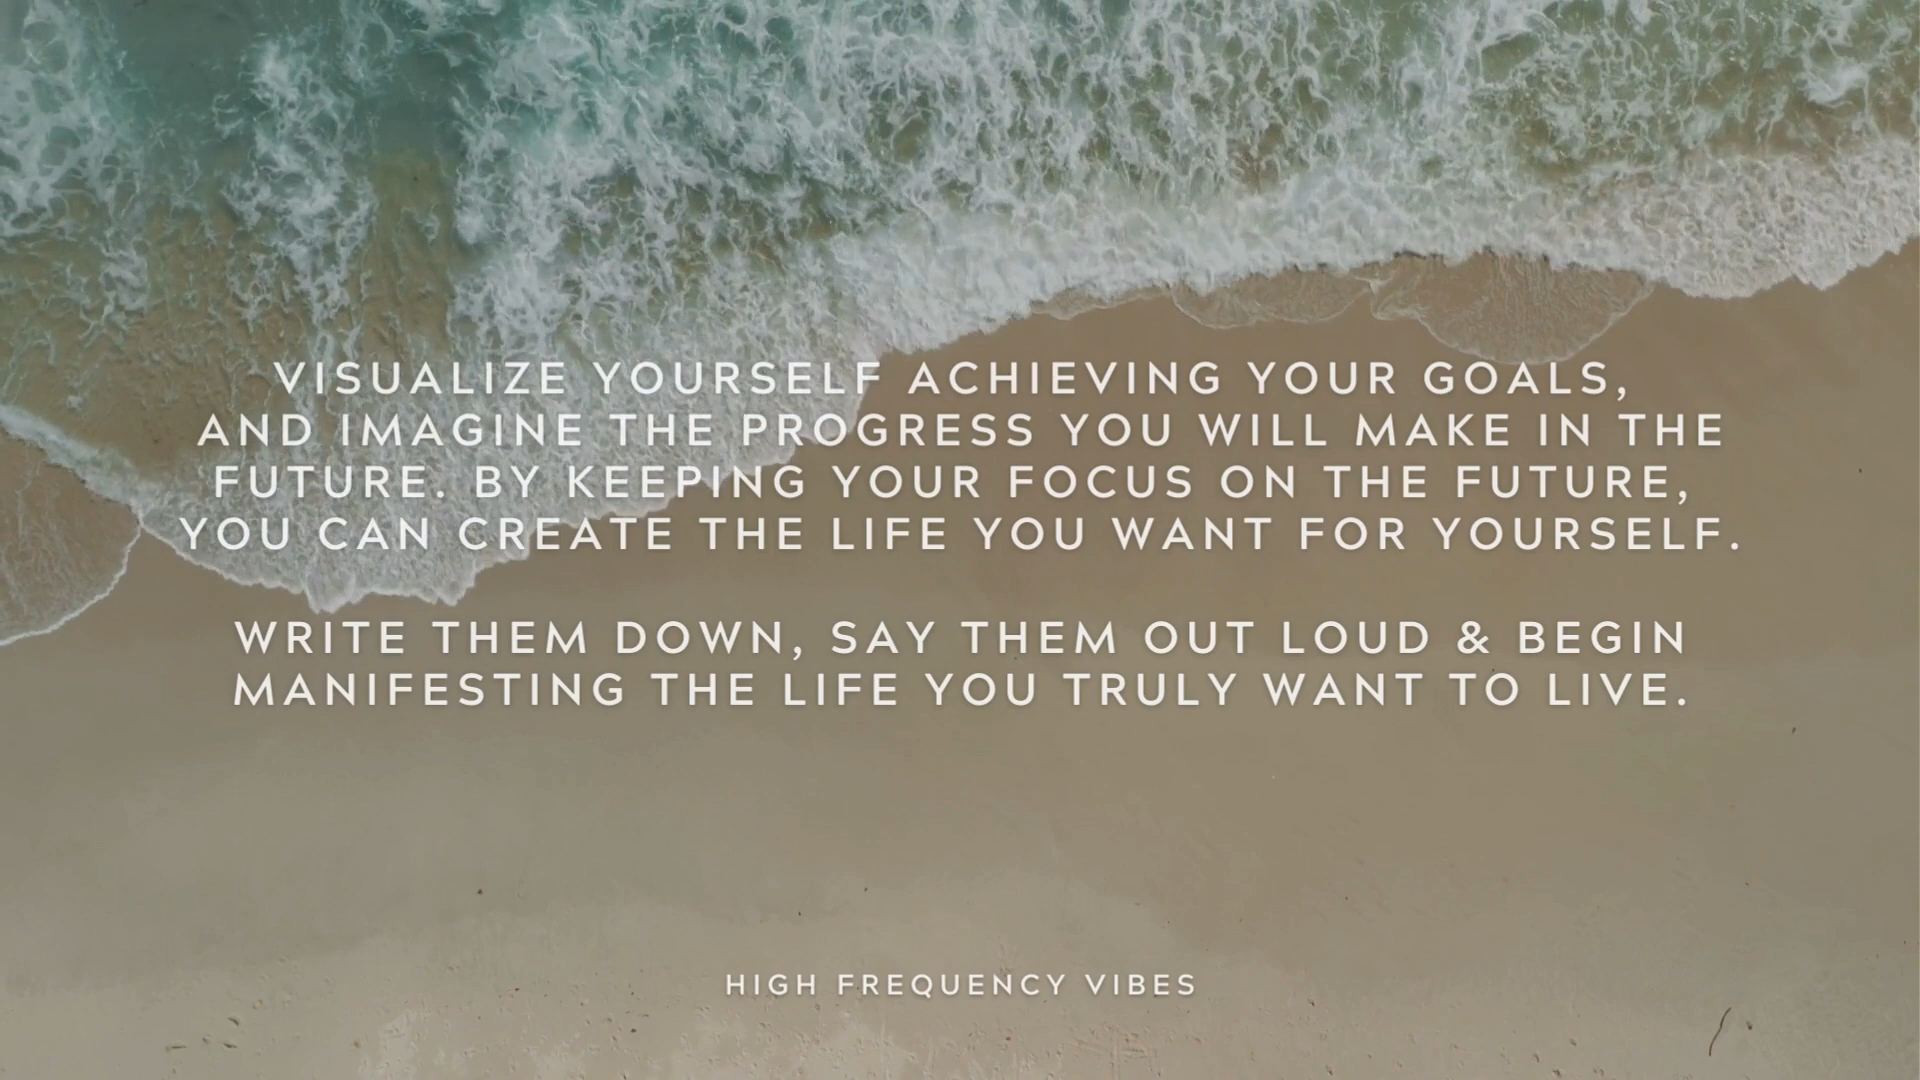 VISUALIZE YOURSELF ACHIEVING YOUR GOALS,
AND IMAGINE THE PROGRESS YOU WILL MAKE IN THE
FUTURE. BY KEEPING YOUR FOCUS ON THE FUTURE,
YOU CAN CREATE THE LIFE YOU WANT FOR YOURSELF.
WRITE THEM DOWN, SAY THEM OUT LOUD & BEGIN
MANIFESTING THE LIFE YOU TRULY WANT TO LIVE.
HIGH FREQUENCY VIBES